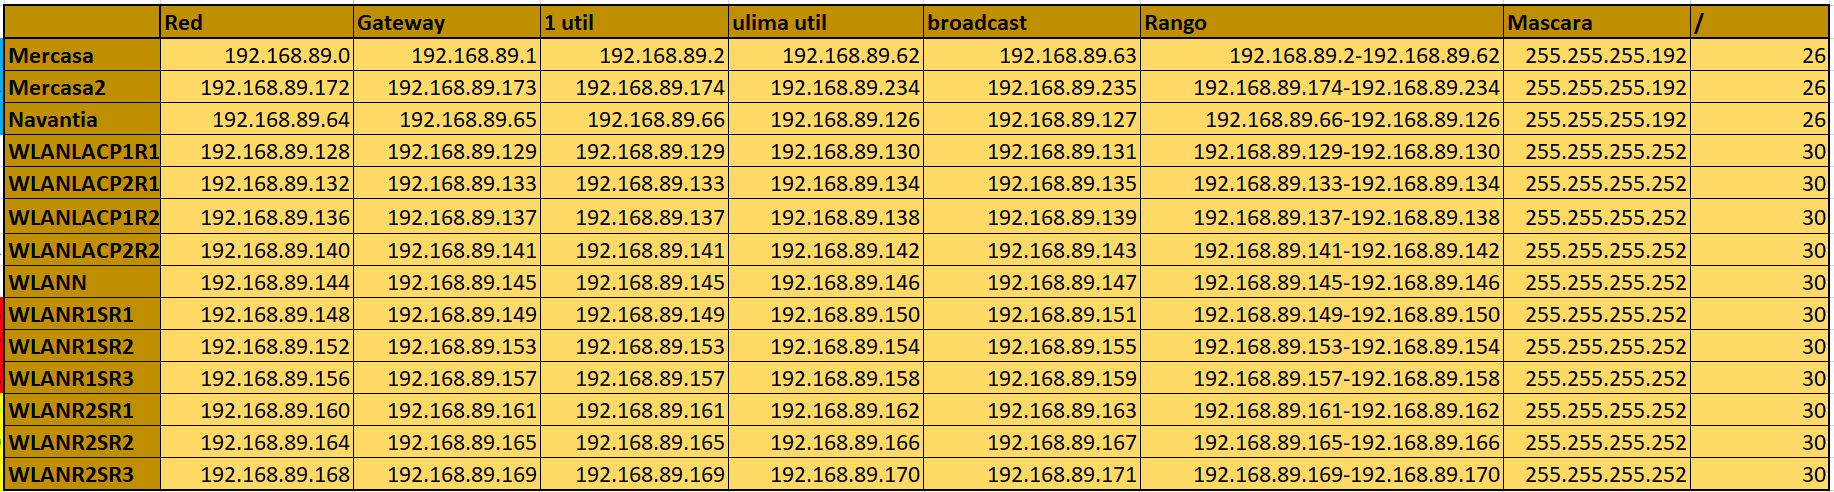 Red Gateway 1 util ulima util broadcast Rango Mascara /
Mercasa 192.168.89.0 192.168.89.1 192.168.89.2 192.168.89.62 192.168.89.63 192.168.89.2-192.168.89.62 255.255.255.192 26
Mercasa2 192.168.89.172 192.168.89.173 192.168.89.174 192.168.89.234 192.168.89.235 192.168.89.174-192.168.89.234 255.255.255.192 26
Navantia 192.168.89.64 192.168.89.65 192.168.89.66 192.168.89.126 192.168.89.127 192.168.89.66-192.168.89.126 255.255.255.192 26
WLANLACP1R1 192.168.89.128 192.168.89.129 192.168.89.129 192.168.89.130 192.168.89.131 192.168.89.129-192.168.89.130 255.255.255.252 30
WLANLACP2R1 192.168.89.132 192.168.89.133 192.168.89.133 192.168.89.134 192.168.89.135 192.168.89.133-192.168.89.134 255.255.255.252 30
WLANLACP1R2 192.168.89.136 192.168.89.137 192.168.89.137 192.168.89.138 192.168.89.139 192.168.89.137-192.168.89.138 255.255.255.252 30
WLANLACP2R2 192.168.89.140 192.168.89.141 192.168.89.141 192.168.89.142 192.168.89.143 192.168.89.141-192.168.89.142 255.255.255.252 30
WLANN 192.168.89.144 192.168.89.145 192.168.89.145 192.168.89.146 192.168.89.147 192.168.89.145-192.168.89.146 255.255.255.252 30
WLANR1SR1 192.168.89.148 192.168.89.149 192.168.89.149 192.168.89.150 192.168.89.151 192.168.89.149-192.168.89.150 255.255.255.252 30
WLANR1SR2 192.168.89.152 192.168.89.153 192.168.89.153 192.168.89.154 192.168.89.155 192.168.89.153-192.168.89.154 255.255.255.252 30
WLANR1SR3 192.168.89.156 192.168.89.157 192.168.89.157 192.168.89.158 192.168.89.159 192.168.89.157-192.168.89.158 255.255.255.252 30
WLANR2SR1 192.168.89.160 192.168.89.161 192.168.89.161 192.168.89.162 192.168.89.163 192.168.89.161-192.168.89.162 255.255.255.252 30
WLANR2SR2 192.168.89.164 192.168.89.165 192.168.89.165 192.168.89.166 192.168.89.167 192.168.89.165-192.168.89.166 255.255.255.252 30
WLANR2SR3 192.168.89.168 192.168.89.169 192.168.89.169 192.168.89.170 192.168.89.171 192.168.89.169-192.168.89.170 255.255.255.252 30